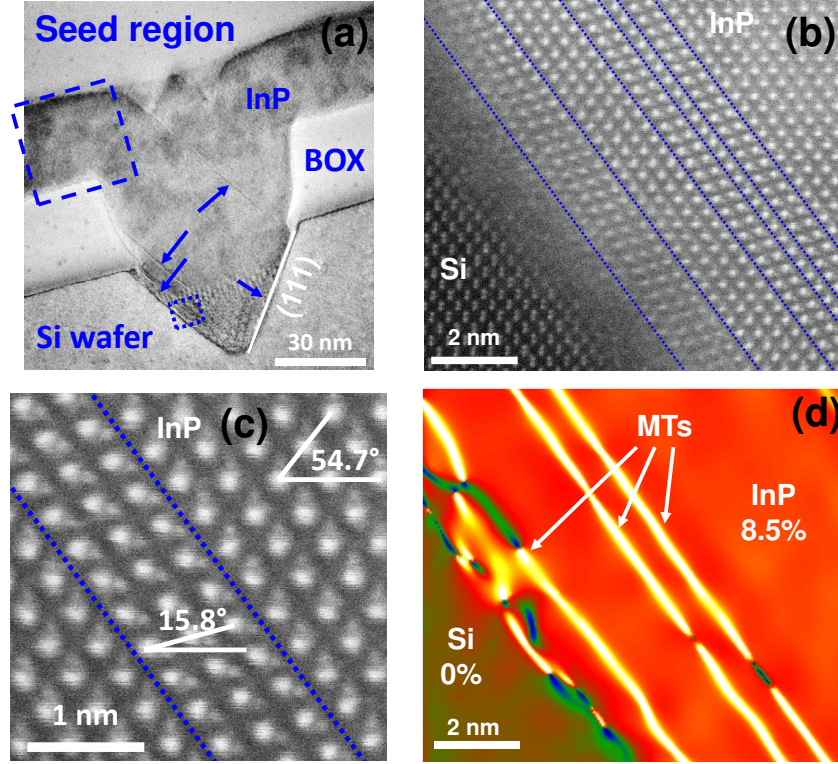 Seed region
(a)
InP
BOX
(111)
Si wafer
30 nm
InP
(b)
Si
2 nm
InP
(c)
54.7°
15.8°
1 nm
(d)
MTs
InP
8.5%
Si
0%
2 nm